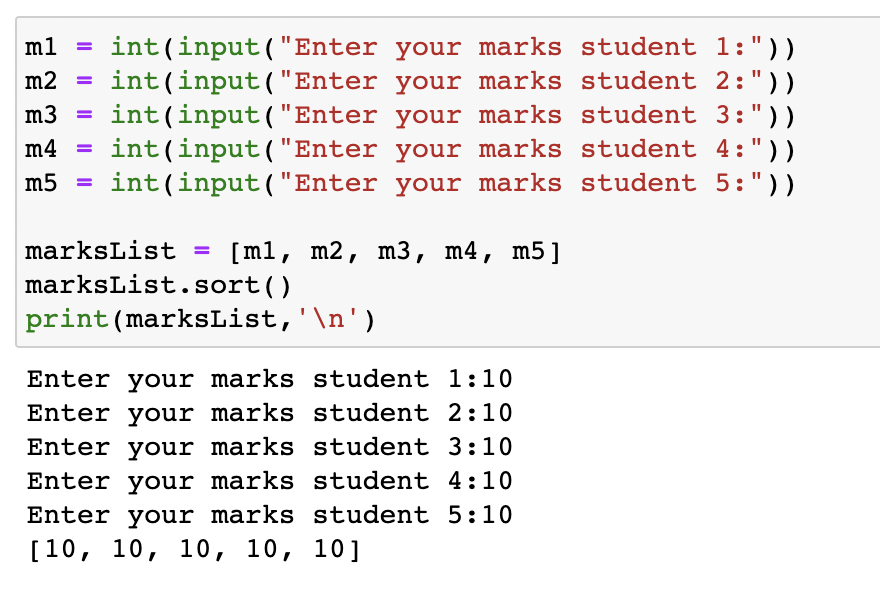 m1 = int(input("Enter your marks student 1:"))
m2 = int(input("Enter your marks student 2:"))
m3 = int(input("Enter your marks student 3:"))
m4 = int(input("Enter your marks student 4:"))
m5 = int(input("Enter your marks student 5:"))
marksList = [m1, m2, m3, m4, m5]
marksList.sort()
print(marksList,'\n')
Enter your marks student 1:10
Enter your marks student 2:10
Enter your marks student 3:10
Enter your marks student 4:10
Enter your marks student 5:10
[10, 10, 10, 10, 10]